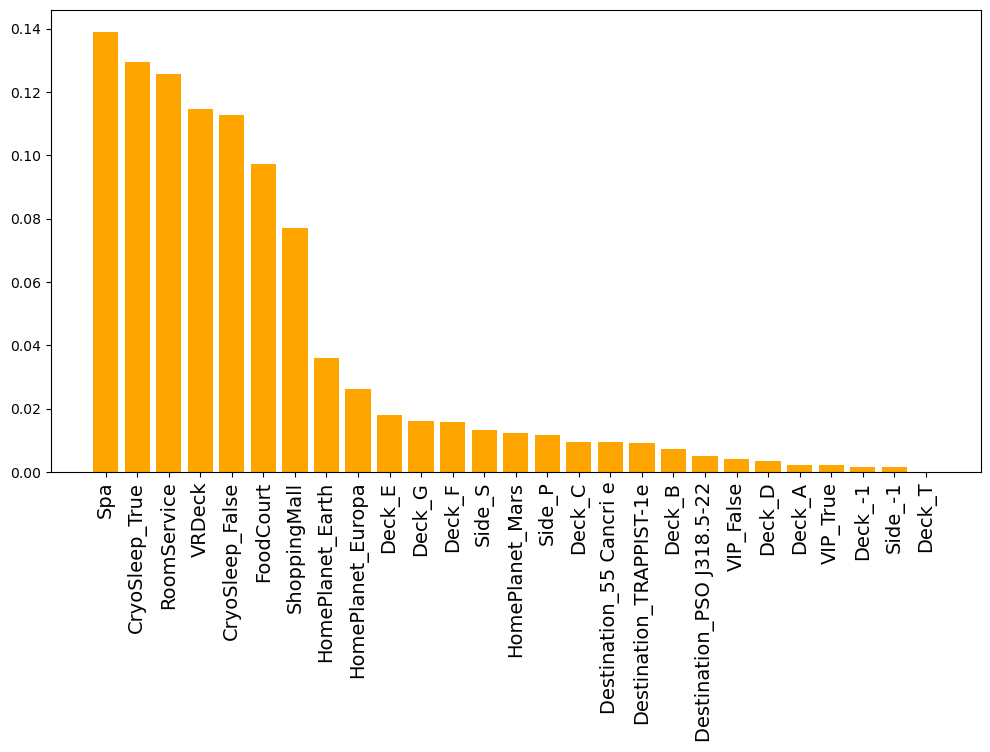 0.14
0.12
0.10
0.08
0.06
0.04
0.02
0.00
Spa
CryoSleep_True
RoomService
VRDeck
CryoSleep_False
FoodCourt
ShoppingMall
HomePlanet_Earth
HomePlanet_Europa
Deck_E
Deck_G
Deck_F
Side_S
HomePlanet_Mars
Side_P
Deck_C
Destination_55 Cancri e
Destination_TRAPPIST-1e
Deck_B
Destination_PSO J318.5-22
VIP_False
Deck_D
Deck_A
VIP_True
Deck_-1
Side_-1
Deck_T